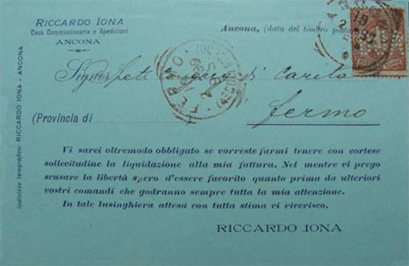 RICCARDO IONA
Casa Commissionaria e Spedizioni
ANCONA
Ancona, (data del timbro
fermo
(Provincia di
FERMO
Indirizzo telegrafico: RICCARDO IONA - ANCONA
Vi sarei oltremodo obbligato se vorreste farmi tenere con cortese
sollecitudine la liquidazione alla mia fattura. Nel mentre vi prego
scusare la libertà spero d'essere favorito quanto prima da ulteriori
vostri comandi che godranno sempre tutta la mia attenzione.
In tale lusinghiera attesa con tutta stima vi riverisco.
RICCARDO IONA